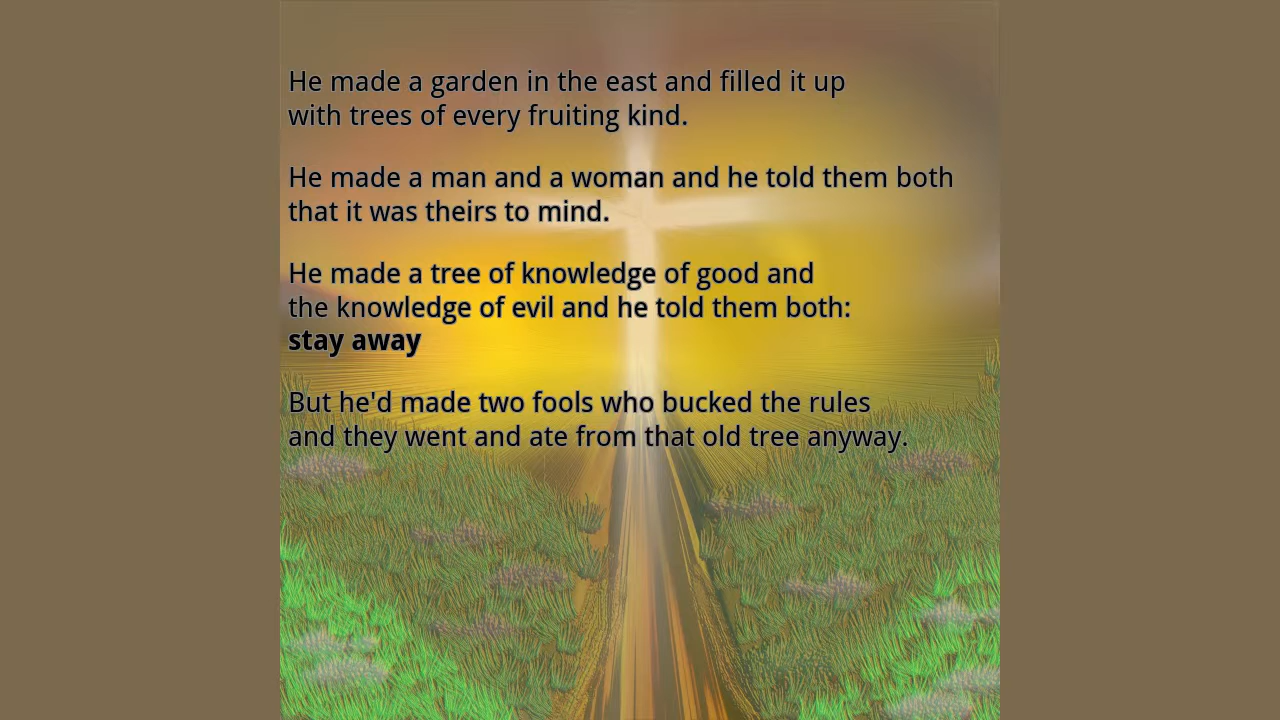 He made a garden in the east and filled it up
with trees of every fruiting kind.
He made a man and a woman and he told them both
that it was theirs to mind.
He made a tree of knowledge of good and
the knowledge of evil and he told them both:
stay away
But he'd made two fools who bucked the rules
and they went and ate from that old tree anyway.